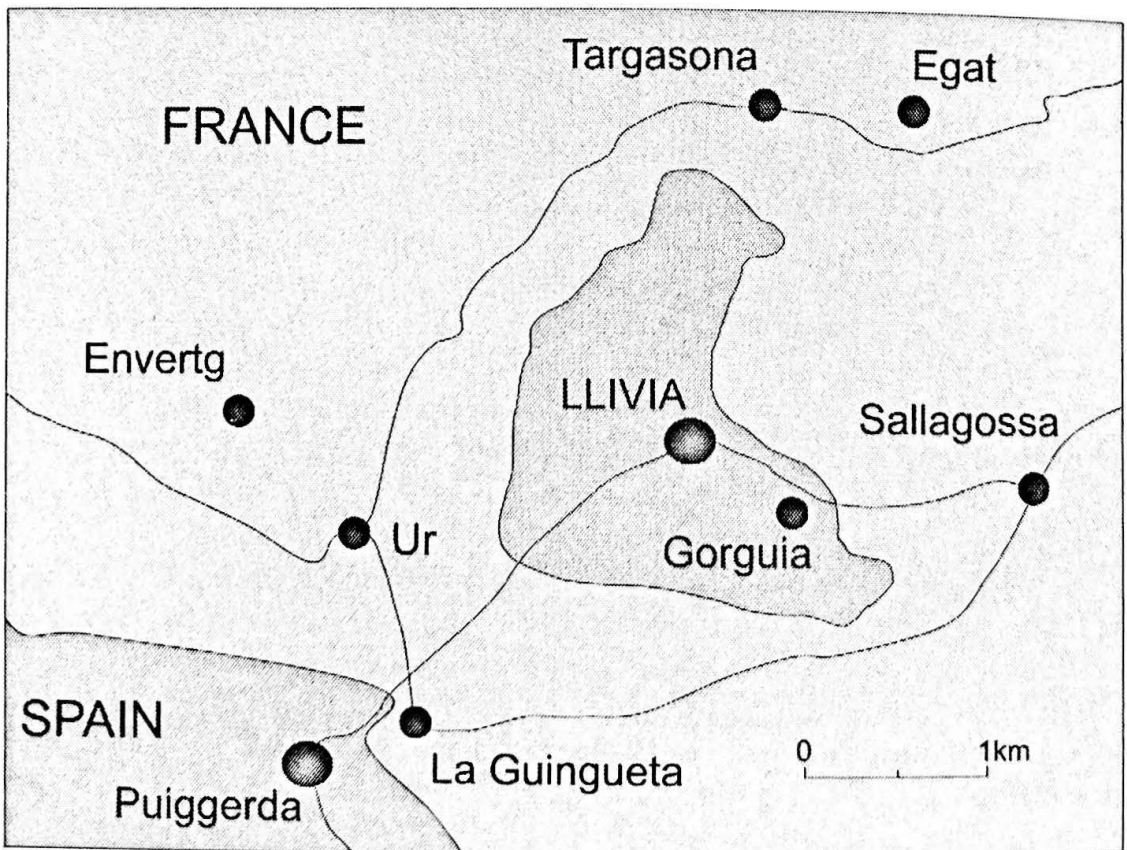 Targasona
Egat
FRANCE
Envertg
LLIVIA
Sallagossa
Ur
Gorguia
SPAIN
0 1km
La Guingueta
Puiggerda